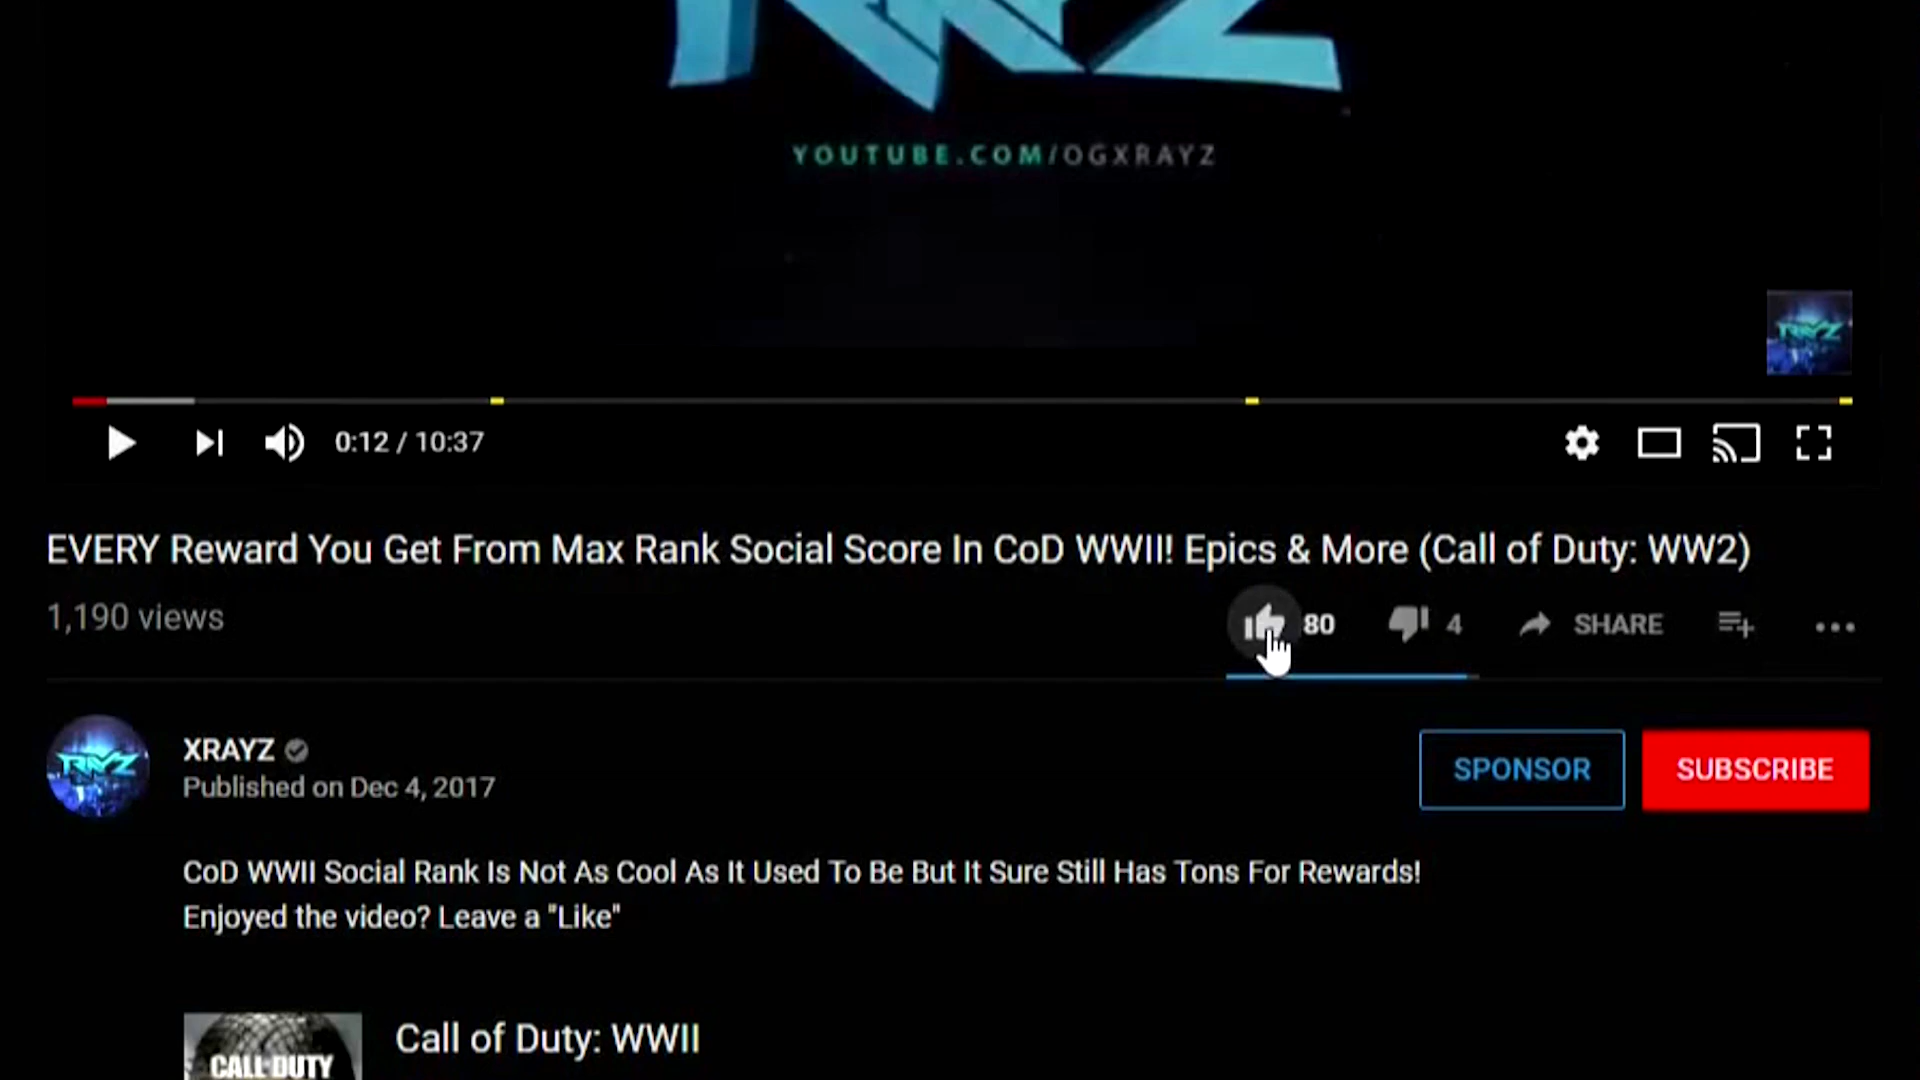 YOUTUBE.COM/OGXRAYZ
RAYZ
0:12 / 10:37
EVERY Reward You Get From Max Rank Social Score In CoD WWII! Epics & More (Call of Duty: WW2)
1,190 views
80 4 SHARE
RAYZ
XRAYZ
Published on Dec 4, 2017
SPONSOR SUBSCRIBE
CoD WWII Social Rank Is Not As Cool As It Used To Be But It Sure Still Has Tons For Rewards!
Enjoyed the video? Leave a "Like"
CALL OF DUTY
Call of Duty: WWII